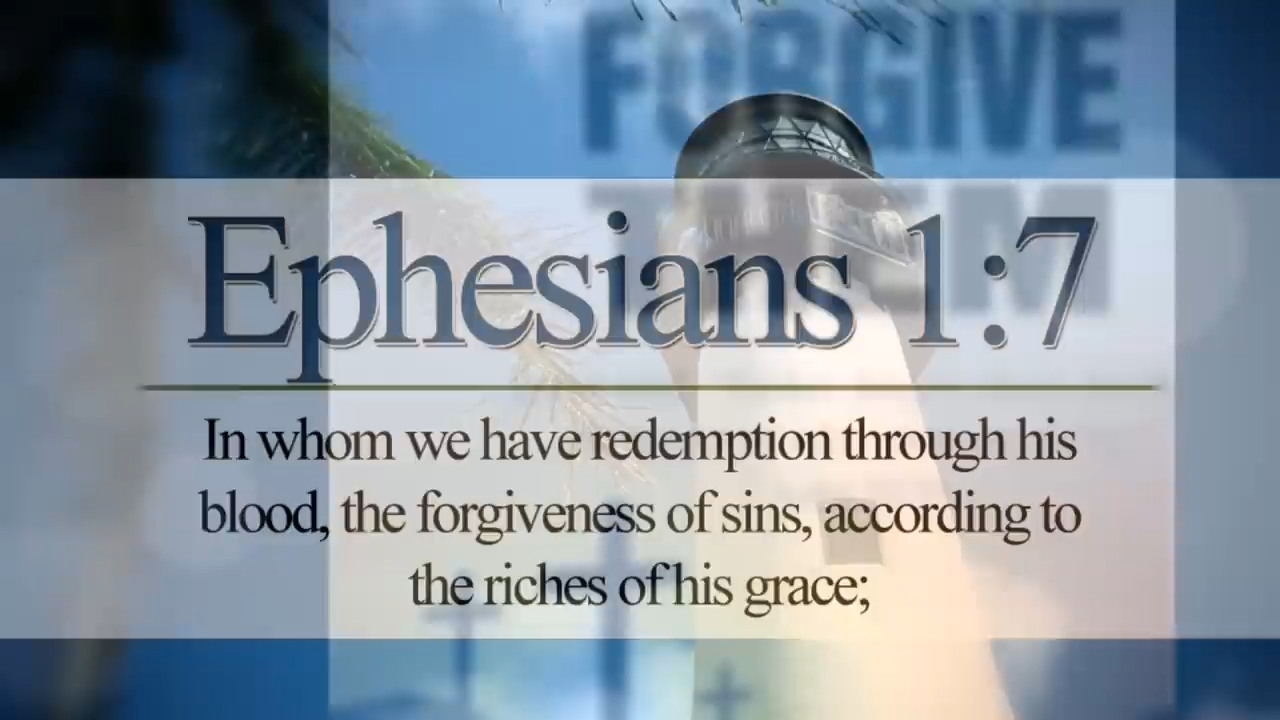 FORGIVE
THEM
Ephesians 1:7
In whom we have redemption through his
blood, the forgiveness of sins, according to
the riches of his grace;